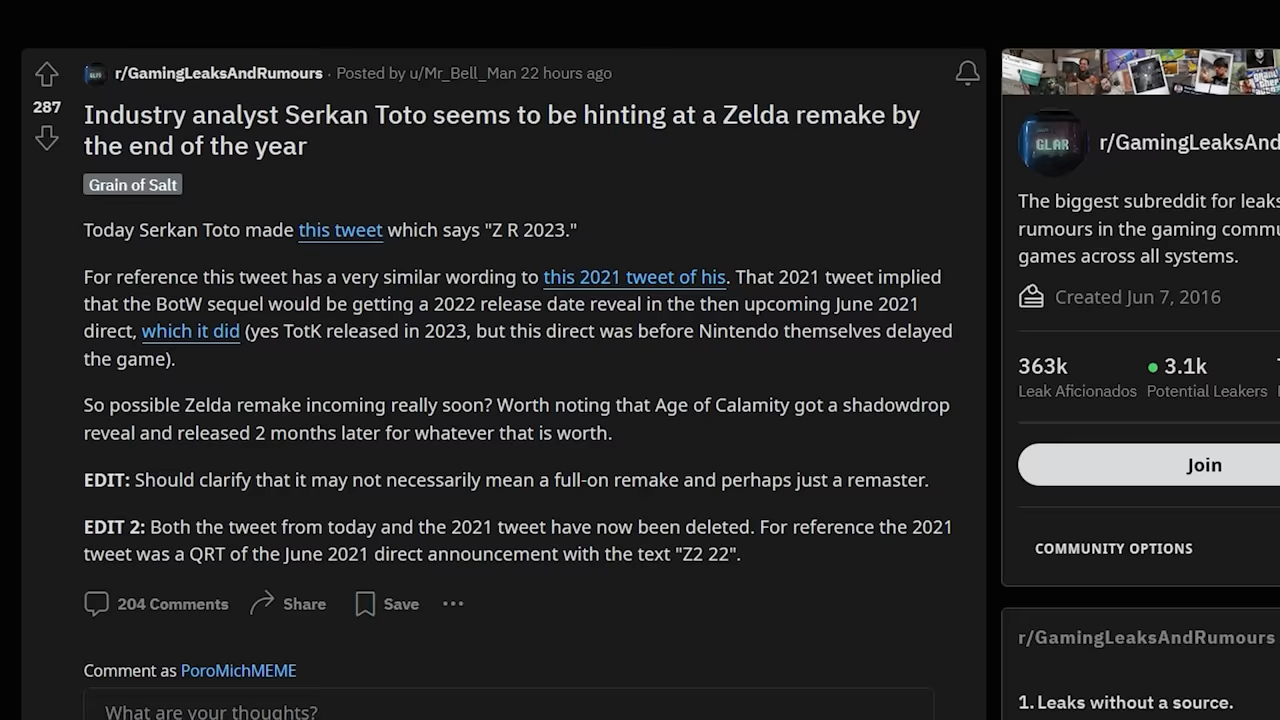 r/GamingLeaksAndRumours · Posted by u/Mr_Bell_Man 22 hours ago
287
Industry analyst Serkan Toto seems to be hinting at a Zelda remake by
the end of the year
Grain of Salt
Today Serkan Toto made this tweet which says "Z R 2023."
For reference this tweet has a very similar wording to this 2021 tweet of his. That 2021 tweet implied
that the BotW sequel would be getting a 2022 release date reveal in the then upcoming June 2021
direct, which it did (yes TotK released in 2023, but this direct was before Nintendo themselves delayed
the game).
So possible Zelda remake incoming really soon? Worth noting that Age of Calamity got a shadowdrop
reveal and released 2 months later for whatever that is worth.
EDIT: Should clarify that it may not necessarily mean a full-on remake and perhaps just a remaster.
EDIT 2: Both the tweet from today and the 2021 tweet have now been deleted. For reference the 2021
tweet was a QRT of the June 2021 direct announcement with the text "Z2 22".
204 Comments Share Save
Comment as PoroMichMEME
What are your thoughts?
GLAR
r/GamingLeaksAnd
The biggest subreddit for leaks
rumours in the gaming commu
games across all systems.
Created Jun 7, 2016
363k 3.1k
Leak Aficionados Potential Leakers
Join
COMMUNITY OPTIONS
r/GamingLeaksAndRumours
1. Leaks without a source.